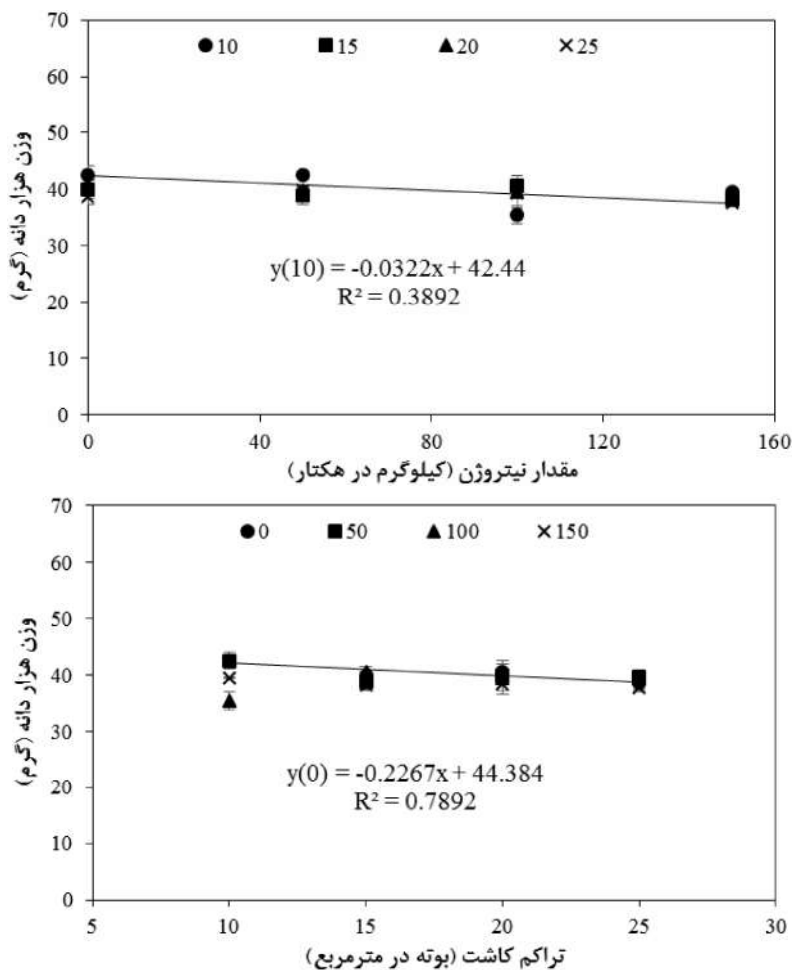 70
60
50
40
30
20
10
0
● 10 ■ 15 ▲ 20 × 25
y(10) = -0.0322x + 42.44
R² = 0.3892
وزن هزار دانه (گرم)
0 40 80 120 160
مقدار نیتروژن (کیلوگرم در هکتار)
70
60
50
40
30
20
10
0
● 0 ■ 50 ▲ 100 × 150
y(0) = -0.2267x + 44.384
R² = 0.7892
وزن هزار دانه (گرم)
5 10 15 20 25 30
تراکم کاشت (بوته در مترمربع)